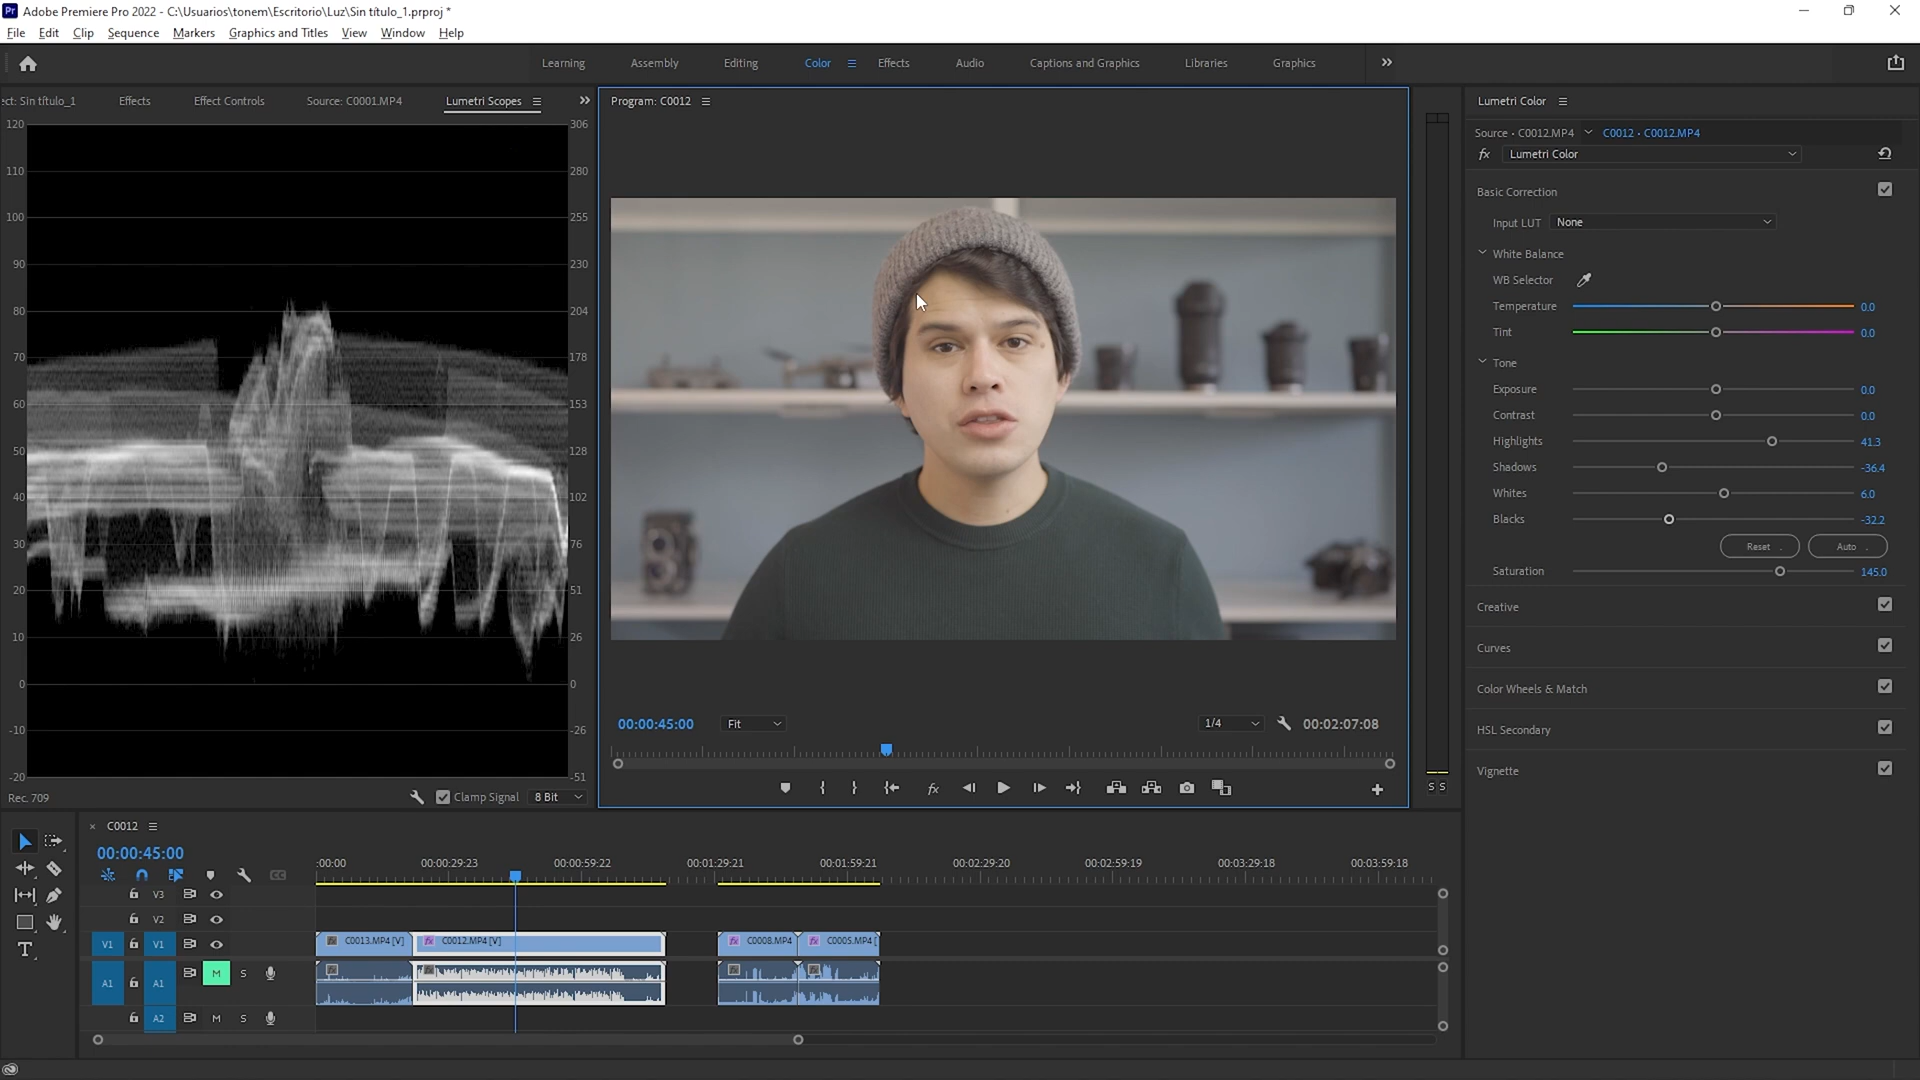 Adobe Premiere Pro 2022 - C:\Usuarios\tonem\Escritorio\Luz\Sin título_1.prproj *
File Edit Clip Sequence Markers Graphics and Titles View Window Help
Learning Assembly Editing Color Effects Audio Captions and Graphics Libraries Graphics
ect: Sin título_1 Effects Effect Controls Source: C0001.MP4 Lumetri Scopes
120 306
110 280
100 255
90 230
80 204
70 178
60 153
50 128
40 102
30 76
20 51
10 26
0 0
-10 -26
-20 -51
Rec. 709 Clamp Signal 8 Bit
Program: C0012
00:00:45:00 Fit 1/4 00:02:07:08
S S
Lumetri Color
Source • C0012.MP4 C0012 • C0012.MP4
fx Lumetri Color
Basic Correction
Input LUT None
White Balance
WB Selector
Temperature 0.0
Tint 0.0
Tone
Exposure 0.0
Contrast 0.0
Highlights 41.3
Shadows -36.4
Whites 6.0
Blacks -32.2
Reset Auto
Saturation 145.0
Creative
Curves
Color Wheels & Match
HSL Secondary
Vignette
× C0012
00:00:45:00
:00:00 00:00:29:23 00:00:59:22 00:01:29:21 00:01:59:21 00:02:29:20 00:02:59:19 00:03:29:18 00:03:59:18
V3
V2
V1 V1 C0013.MP4 [V] C0012.MP4 [V] C0008.MP4 C0005.MP4 [
A1 A1 M S
A2 M S